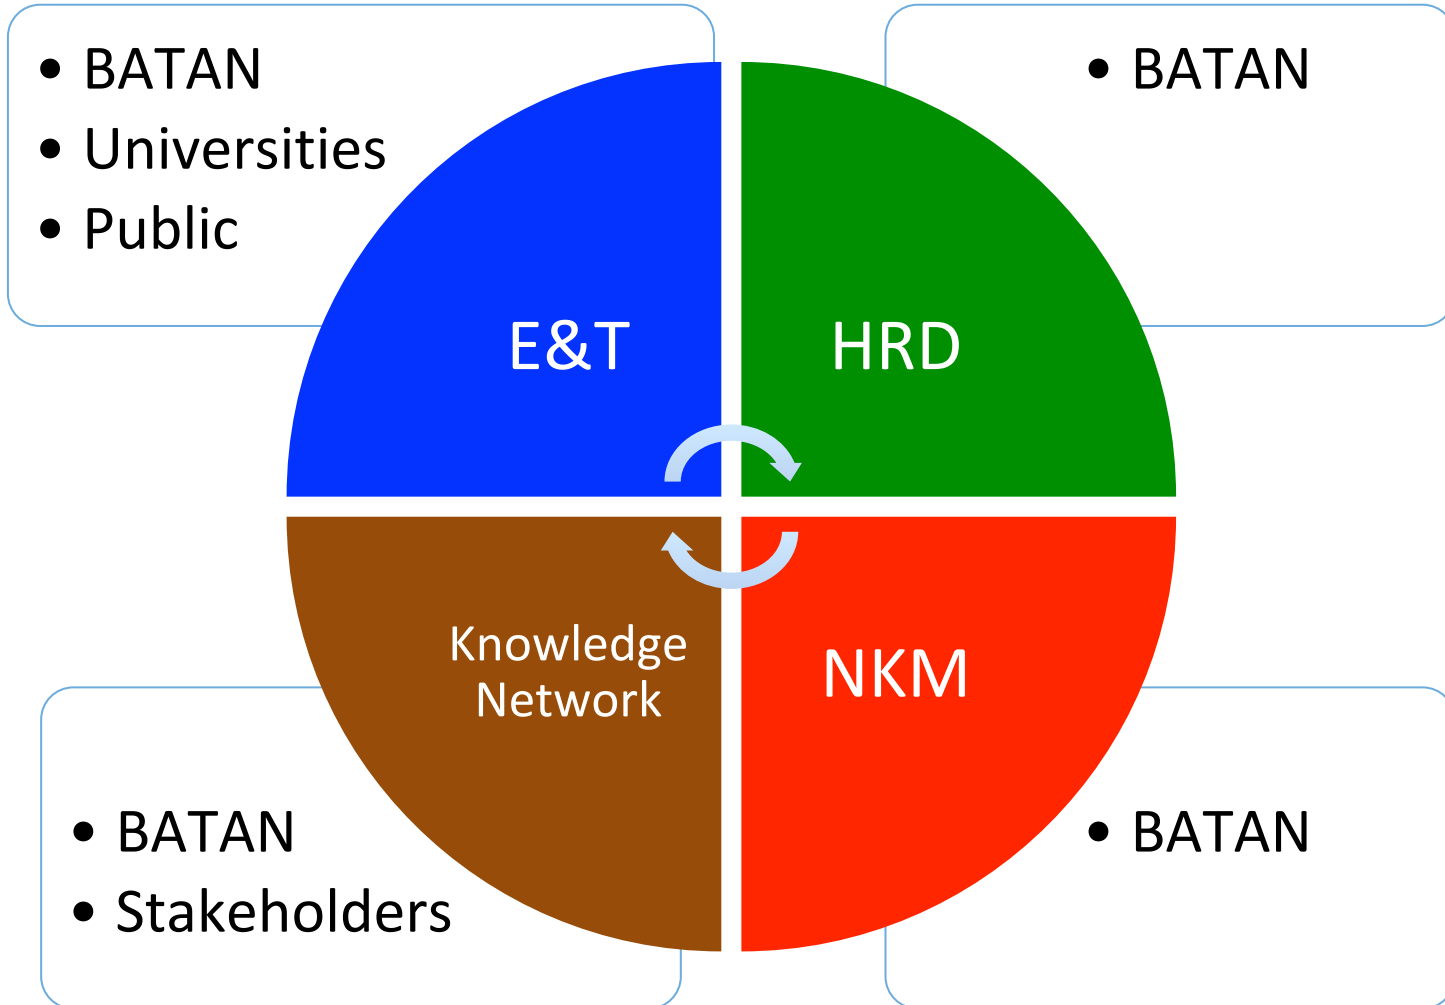 • BATAN
• Universities
• Public
• BATAN
E&T
HRD
Knowledge
Network
NKM
• BATAN
• Stakeholders
• BATAN